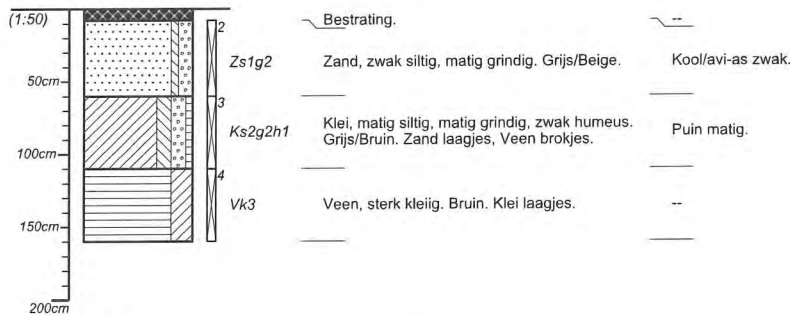 (1:50) Bestrating. --
2
Zs1g2 Zand, zwak siltig, matig grindig. Grijs/Beige. Kool/avi-as zwak.
50cm
3
Ks2g2h1 Klei, matig siltig, matig grindig, zwak humeus. Puin matig.
Grijs/Bruin. Zand laagjes, Veen brokjes.
100cm
4
Vk3 Veen, sterk kleiig. Bruin. Klei laagjes. --
150cm
200cm